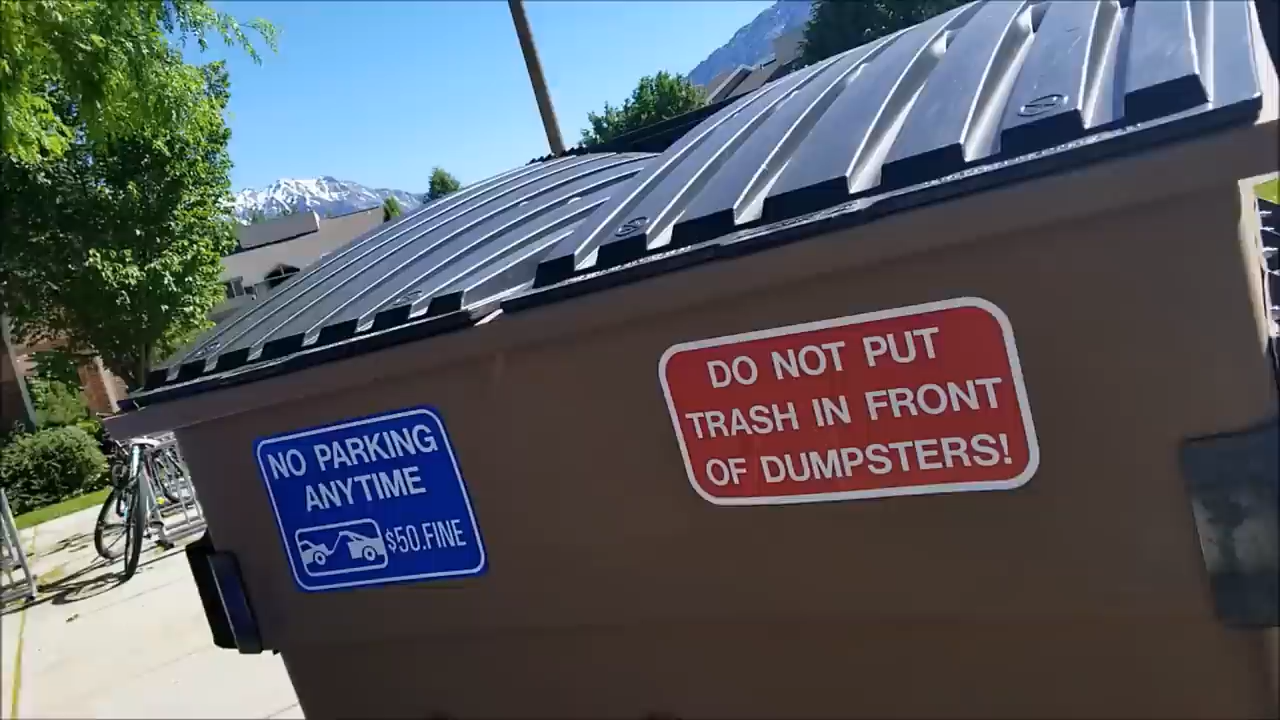 NO PARKING
ANYTIME
$50.FINE
DO NOT PUT
TRASH IN FRONT
OF DUMPSTERS!